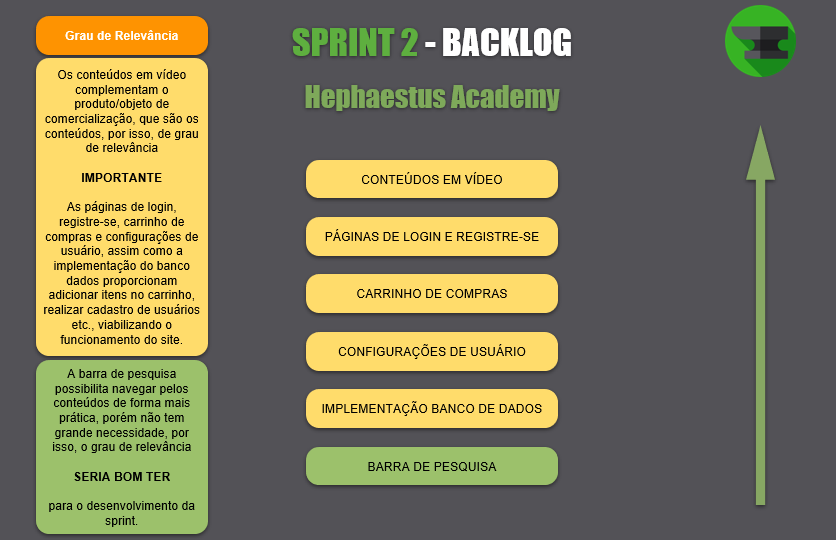 Grau de Relevância
Os conteúdos em vídeo
complementam o
produto/objeto de
comercialização, que são os
conteúdos, por isso, de grau
de relevância
IMPORTANTE
As páginas de login,
registre-se, carrinho de
compras e configurações de
usuário, assim como a
implementação do banco
dados proporcionam
adicionar itens no carrinho,
realizar cadastro de usuários
etc., viabilizando o
funcionamento do site.
A barra de pesquisa
possibilita navegar pelos
conteúdos de forma mais
prática, porém não tem
grande necessidade, por
isso, o grau de relevância
SERIA BOM TER
para o desenvolvimento da
sprint.
SPRINT 2 - BACKLOG
Hephaestus Academy
CONTEÚDOS EM VÍDEO
PÁGINAS DE LOGIN E REGISTRE-SE
CARRINHO DE COMPRAS
CONFIGURAÇÕES DE USUÁRIO
IMPLEMENTAÇÃO BANCO DE DADOS
BARRA DE PESQUISA